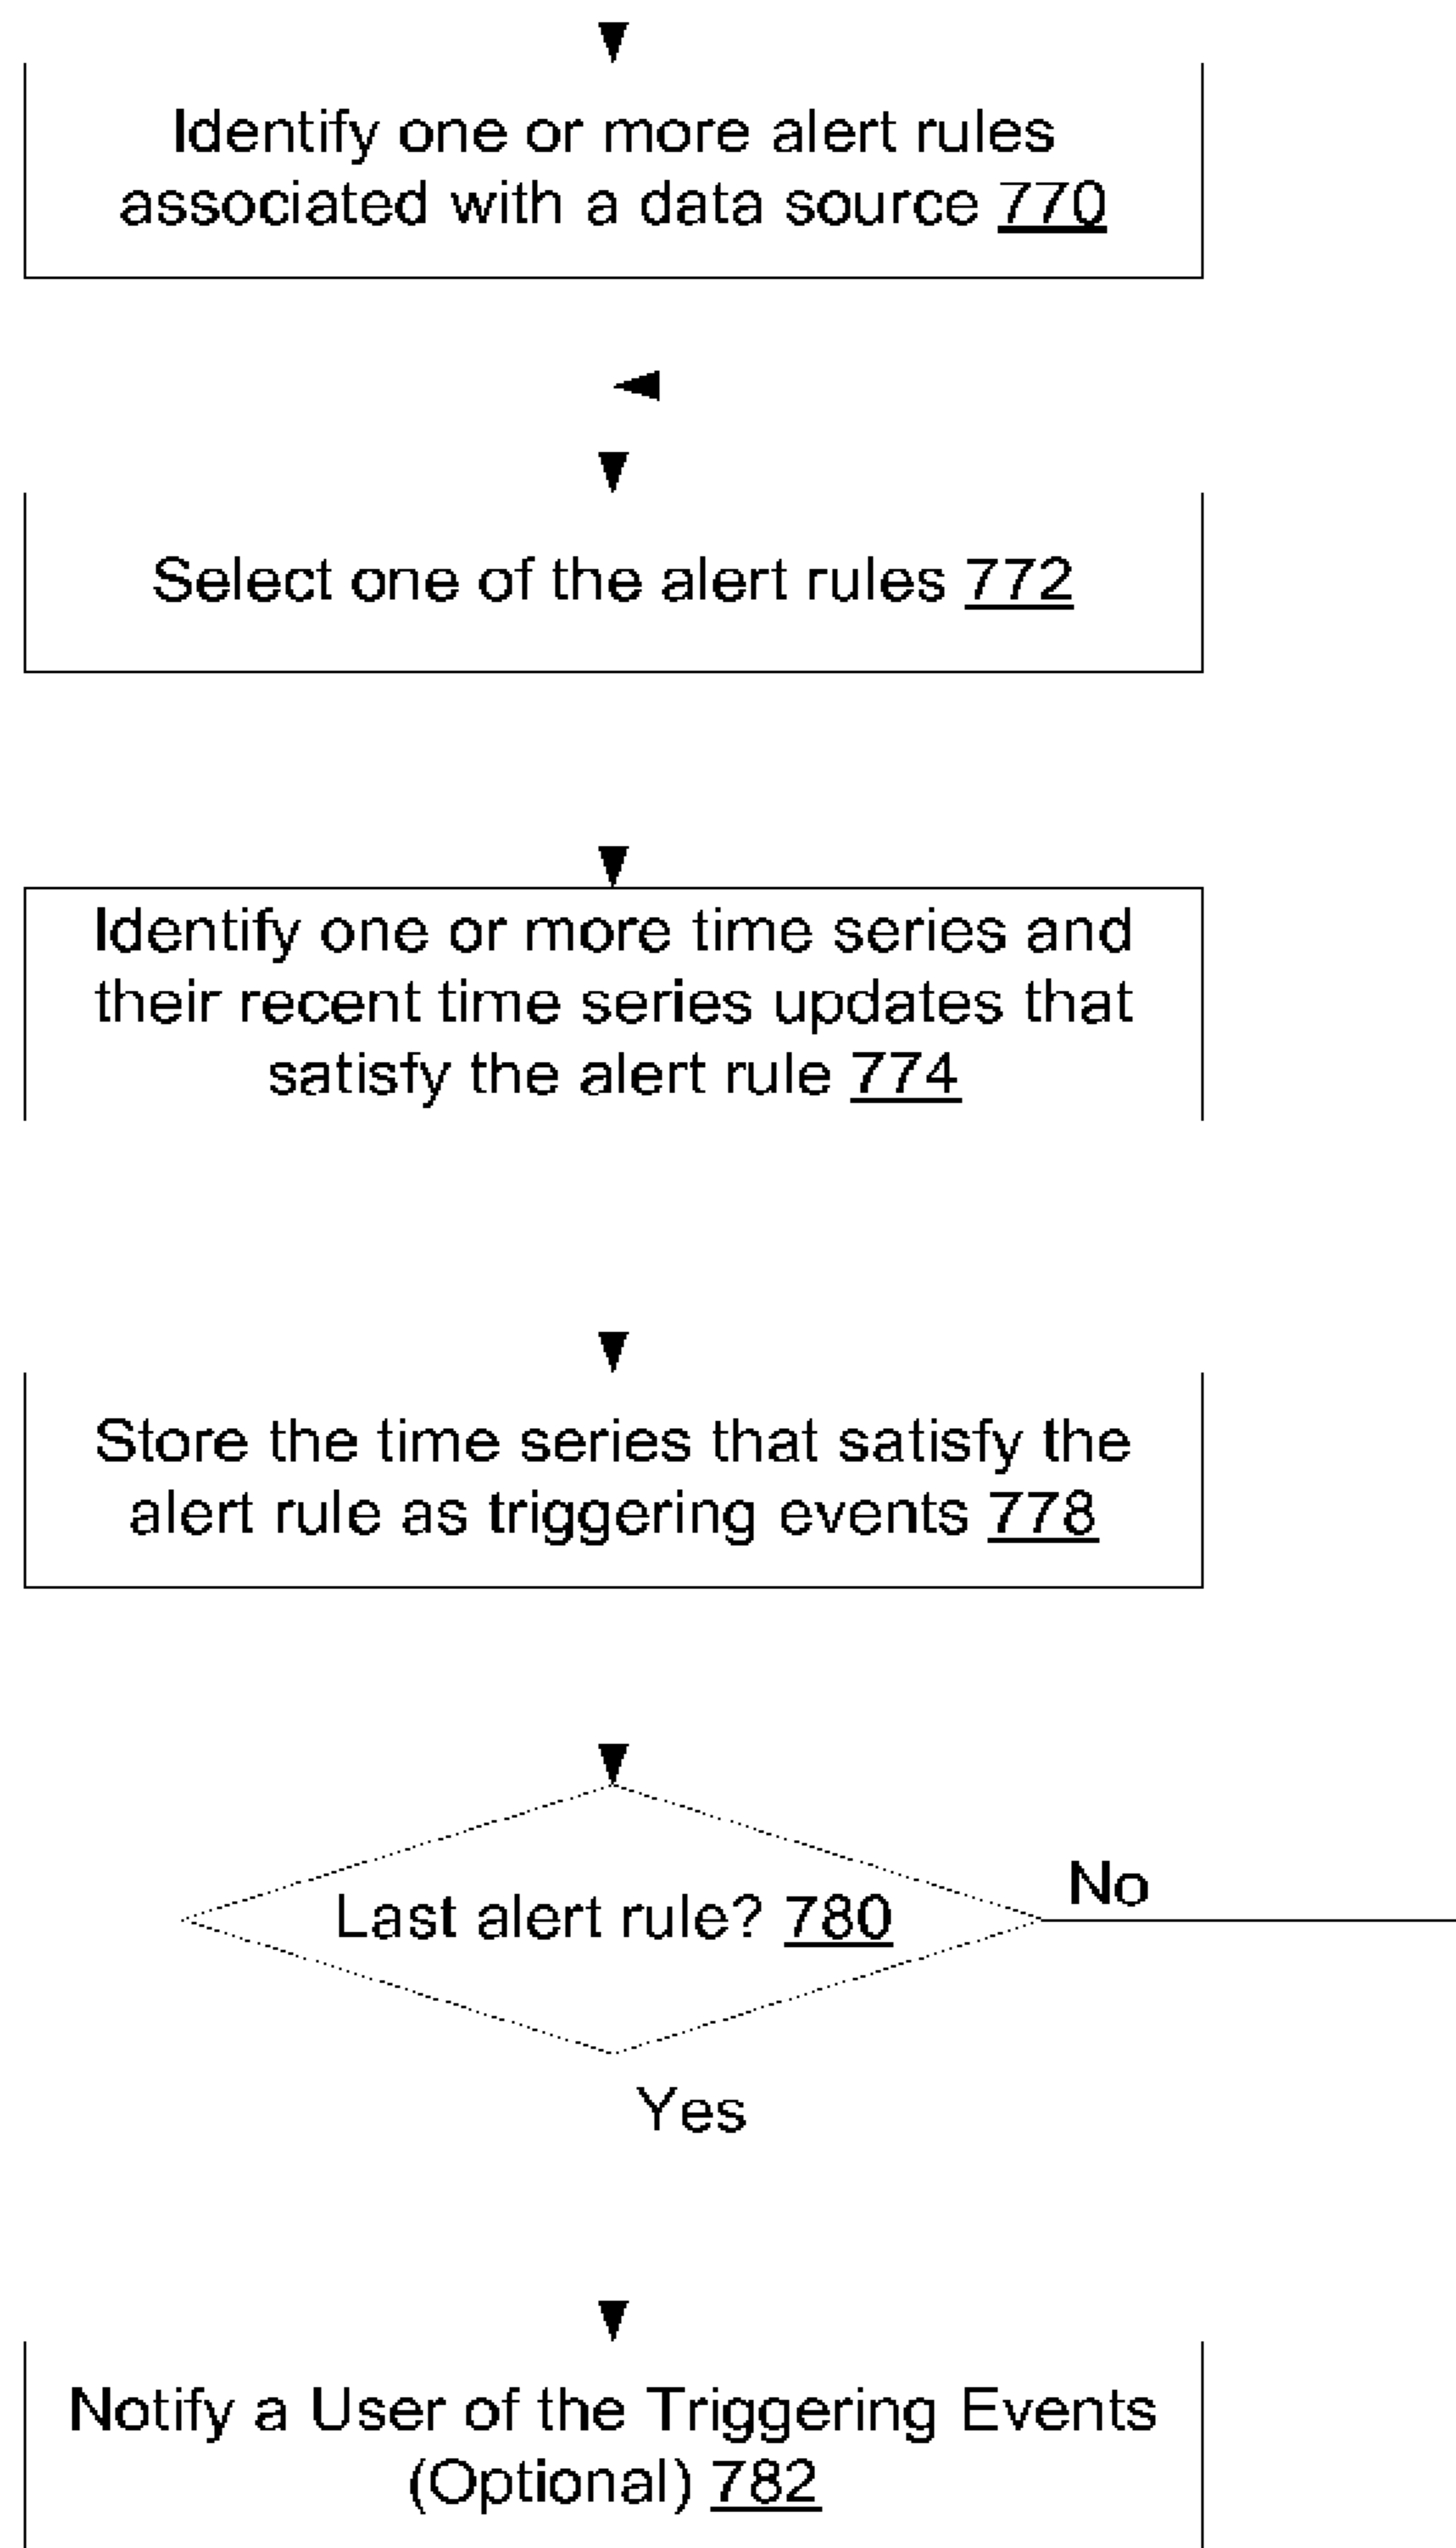 Identify one or more alert rules
associated with a data source 770
Select one of the alert rules 772
Identify one or more time series and
their recent time series updates that
satisfy the alert rule 774
Store the time series that satisfy the
alert rule as triggering events 778
Last alert rule? 780
No
Yes
Notify a User of the Triggering Events
(Optional) 782